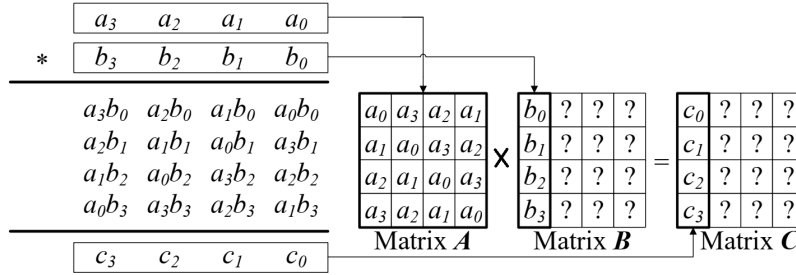 a3 a2 a1 a0
* b3 b2 b1 b0
a3b0 a2b0 a1b0 a0b0
a2b1 a1b1 a0b1 a3b1
a1b2 a0b2 a3b2 a2b2
a0b3 a3b3 a2b3 a1b3
c3 c2 c1 c0
a0 a3 a2 a1
a1 a0 a3 a2
a2 a1 a0 a3
a3 a2 a1 a0
Matrix A
×
b0 ? ? ?
b1 ? ? ?
b2 ? ? ?
b3 ? ? ?
Matrix B
=
c0 ? ? ?
c1 ? ? ?
c2 ? ? ?
c3 ? ? ?
Matrix C